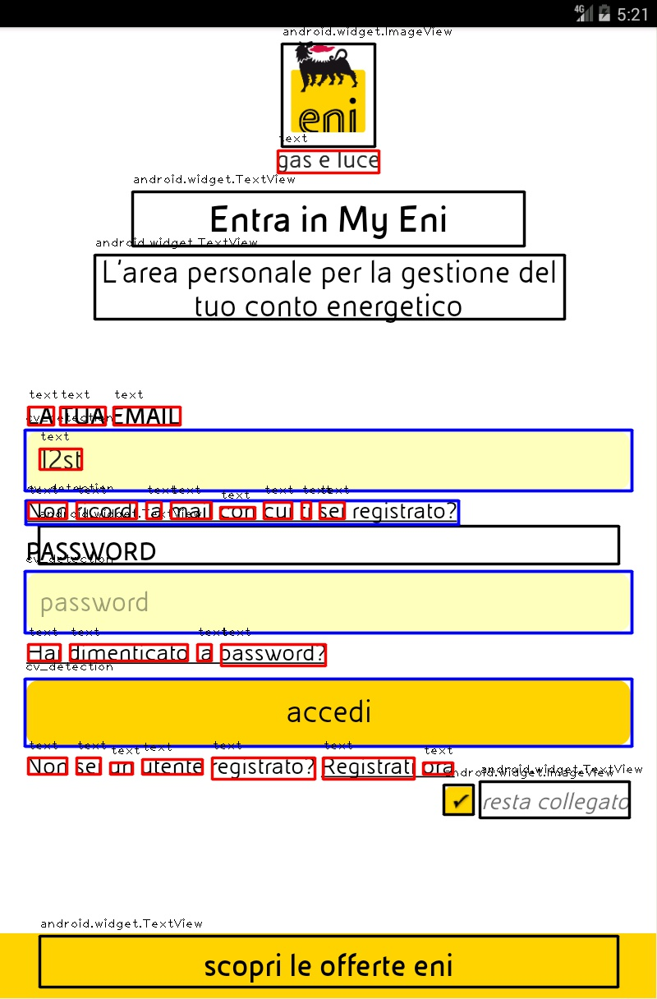 4G 5:21
android.widget.ImageView
eni
text
gas e luce
android.widget.TextView
Entra in My Eni
android.widget.TextView
L'area personale per la gestione del
tuo conto energetico
text text text
LA TUA EMAIL
cv_detection
text
l2st
cv_detection
text text text text text text text text
Non ricordi la mail con cui ti sei registrato?
android.widget.TextView
PASSWORD
cv_detection
password
text text text text
Hai dimenticato la password?
cv_detection
accedi
text text text text text text text
Non sei un utente registrato? Registrati ora
android.widget.ImageView
android.widget.TextView
✔ resta collegato
android.widget.TextView
scopri le offerte eni